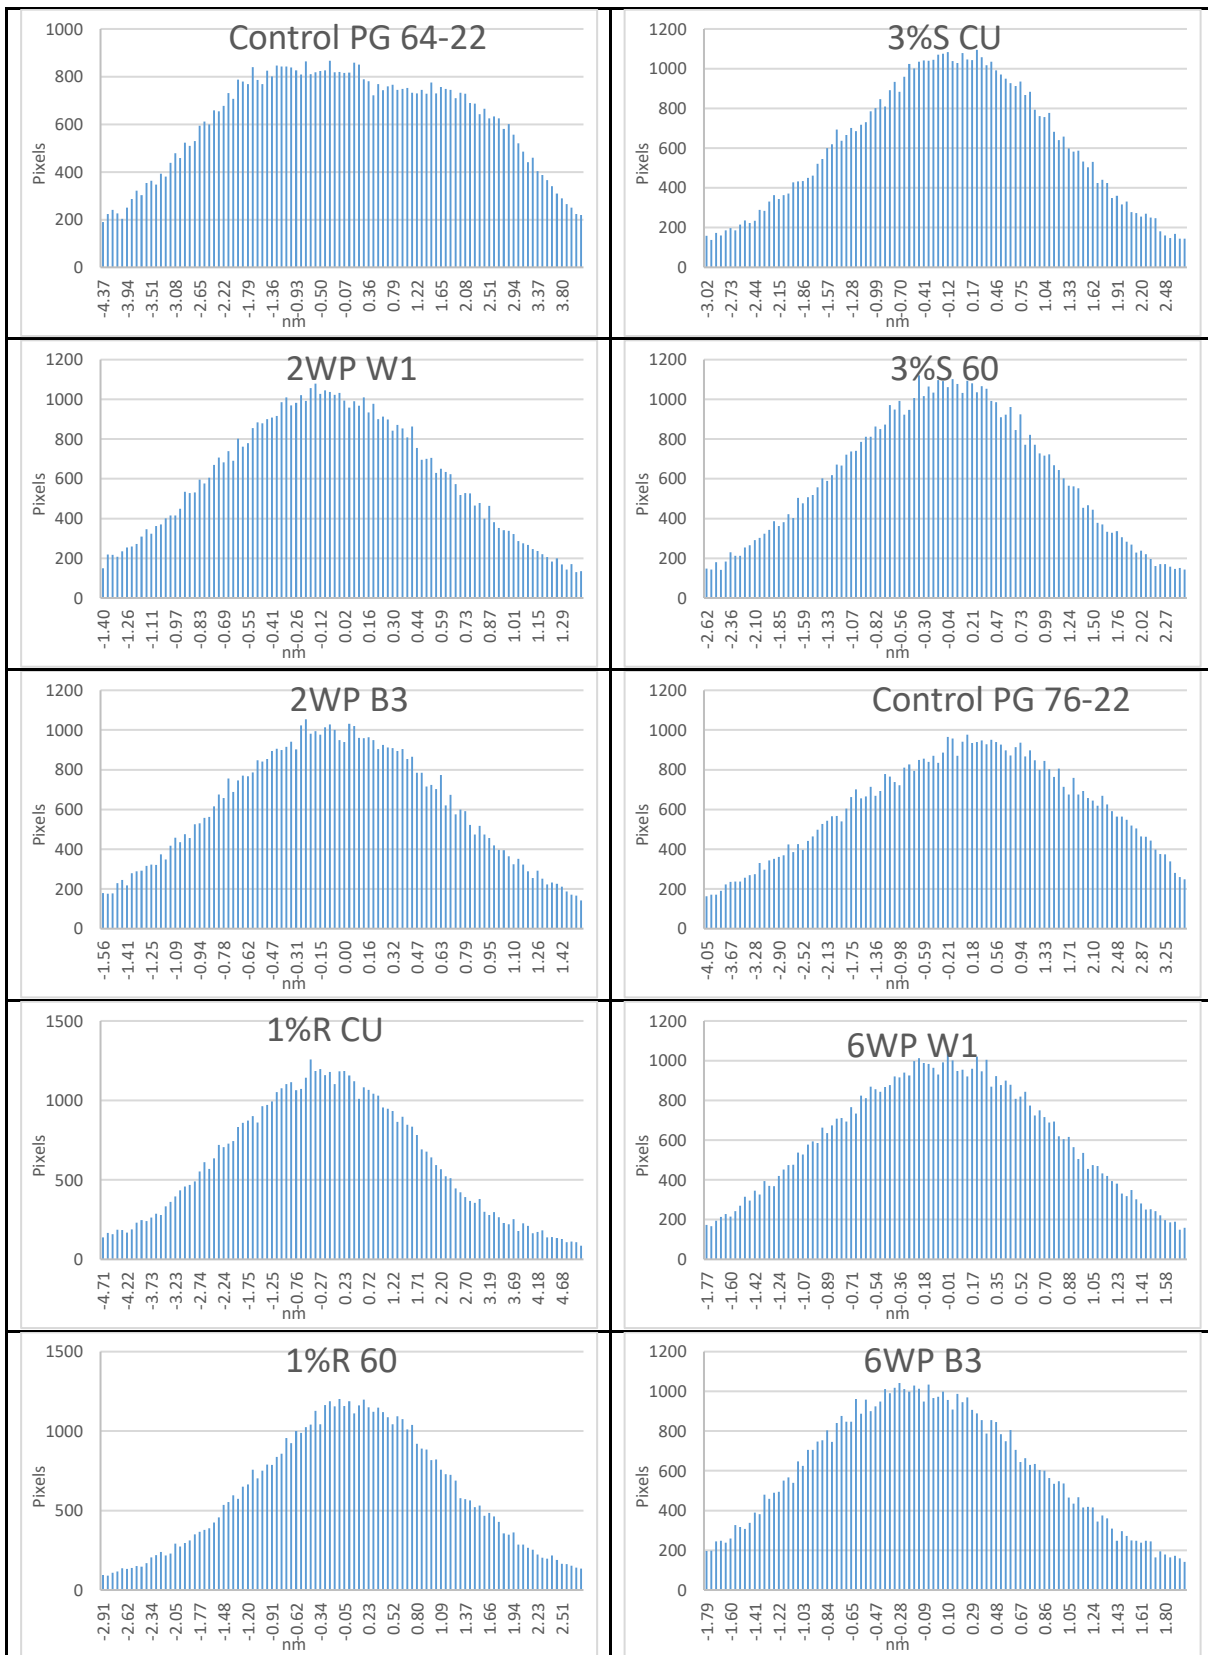 Control PG 64-22
1000
800
600
400
200
0
Pixels
-4.37 -3.94 -3.51 -3.08 -2.65 -2.22 -1.79 -1.36 -0.93 -0.50 -0.07 0.36 0.79 1.22 1.65 2.08 2.51 2.94 3.37 3.80
nm
3%S CU
1200
1000
800
600
400
200
0
Pixels
-3.02 -2.73 -2.44 -2.15 -1.86 -1.57 -1.28 -0.99 -0.70 -0.41 -0.12 0.17 0.46 0.75 1.04 1.33 1.62 1.91 2.20 2.48
nm
2WP W1
1200
1000
800
600
400
200
0
Pixels
-1.40 -1.26 -1.11 -0.97 -0.83 -0.69 -0.55 -0.41 -0.26 -0.12 0.02 0.16 0.30 0.44 0.59 0.73 0.87 1.01 1.15 1.29
nm
3%S 60
1200
1000
800
600
400
200
0
Pixels
-2.62 -2.36 -2.10 -1.85 -1.59 -1.33 -1.07 -0.82 -0.56 -0.30 -0.04 0.21 0.47 0.73 0.99 1.24 1.50 1.76 2.02 2.27
nm
2WP B3
1200
1000
800
600
400
200
0
Pixels
-1.56 -1.41 -1.25 -1.09 -0.94 -0.78 -0.62 -0.47 -0.31 -0.15 0.00 0.16 0.32 0.47 0.63 0.79 0.95 1.10 1.26 1.42
nm
Control PG 76-22
1200
1000
800
600
400
200
0
Pixels
-4.05 -3.67 -3.28 -2.90 -2.52 -2.13 -1.75 -1.36 -0.98 -0.59 -0.21 0.18 0.56 0.94 1.33 1.71 2.10 2.48 2.87 3.25
nm
1%R CU
1500
1000
500
0
Pixels
-4.71 -4.22 -3.73 -3.23 -2.74 -2.24 -1.75 -1.25 -0.76 -0.27 0.23 0.72 1.22 1.71 2.20 2.70 3.19 3.69 4.18 4.68
nm
6WP W1
1200
1000
800
600
400
200
0
Pixels
-1.77 -1.60 -1.42 -1.24 -1.07 -0.89 -0.71 -0.54 -0.36 -0.18 -0.01 0.17 0.35 0.52 0.70 0.88 1.05 1.23 1.41 1.58
nm
1%R 60
1500
1000
500
0
Pixels
-2.91 -2.62 -2.34 -2.05 -1.77 -1.48 -1.20 -0.91 -0.62 -0.34 -0.05 0.23 0.52 0.80 1.09 1.37 1.66 1.94 2.23 2.51
nm
6WP B3
1200
1000
800
600
400
200
0
Pixels
-1.79 -1.60 -1.41 -1.22 -1.03 -0.84 -0.65 -0.47 -0.28 -0.09 0.10 0.29 0.48 0.67 0.86 1.05 1.24 1.43 1.61 1.80
nm